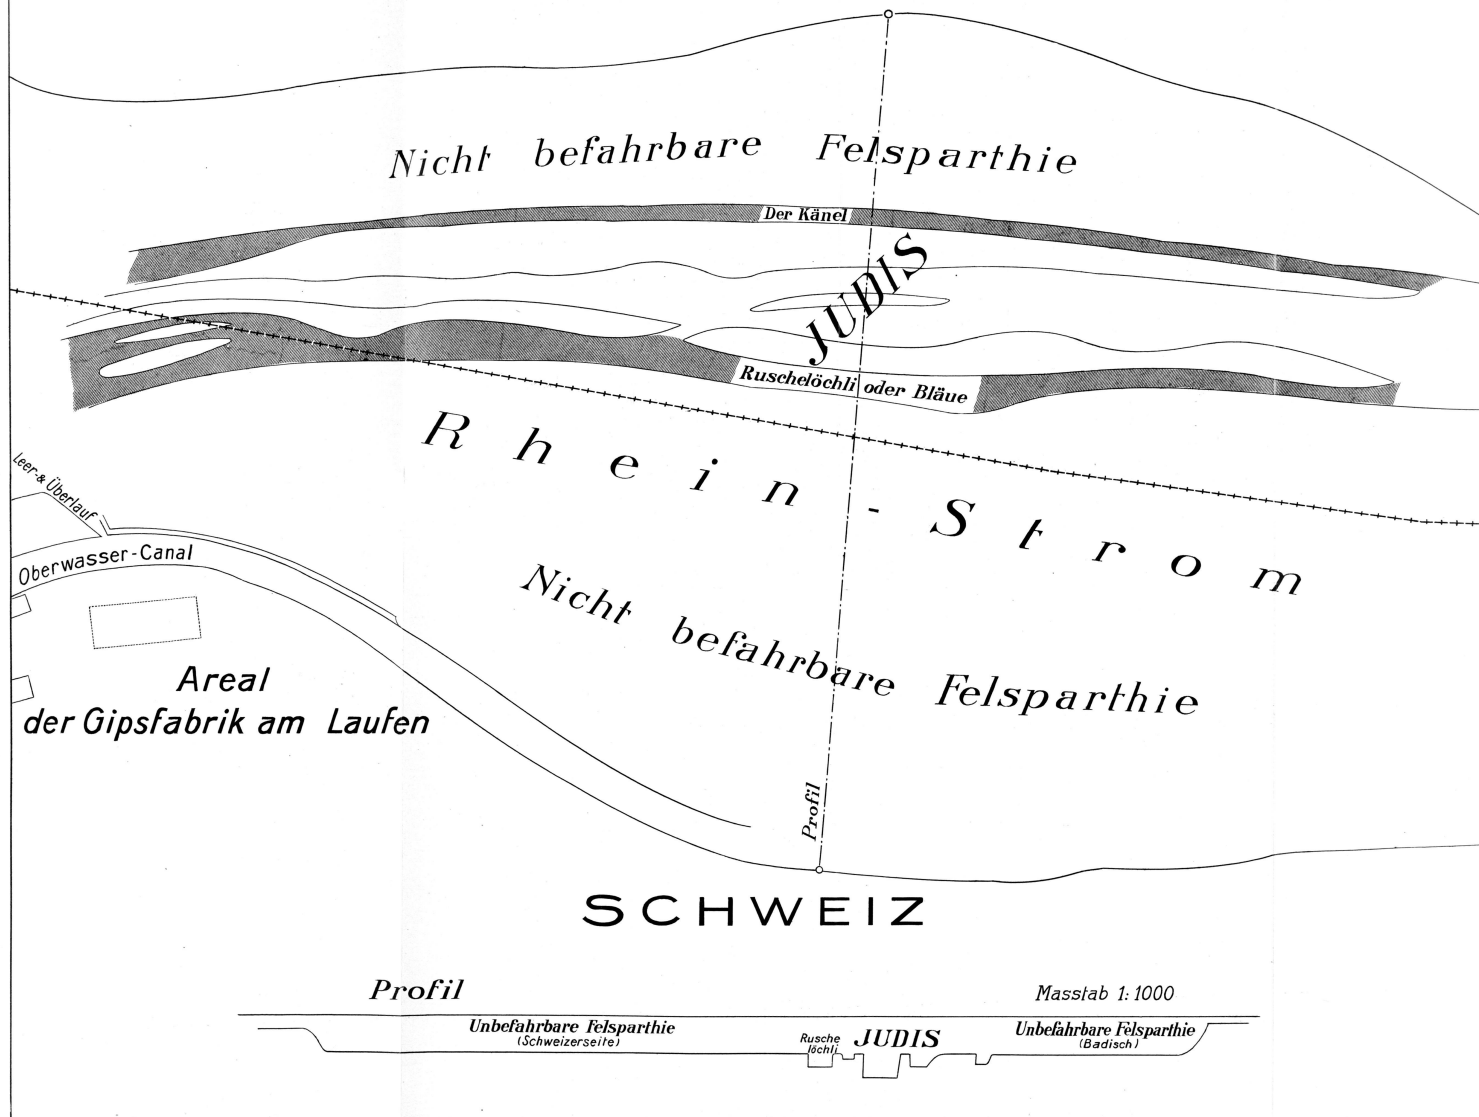 Nicht befahrbare Felsparthie
Der Känel
JUDIS
Ruschelöchli oder Bläue
Rhein-Strom
Leer- & Überlauf
Oberwasser-Canal
Nicht befahrbare Felsparthie
Areal
der Gipsfabrik am Laufen
Profil
SCHWEIZ
Profil
Masstab 1:1000
Unbefahrbare Felsparthie
(Schweizerseite)
Rusche
löchli
JUDIS
Unbefahrbare Felsparthie
(Badisch)